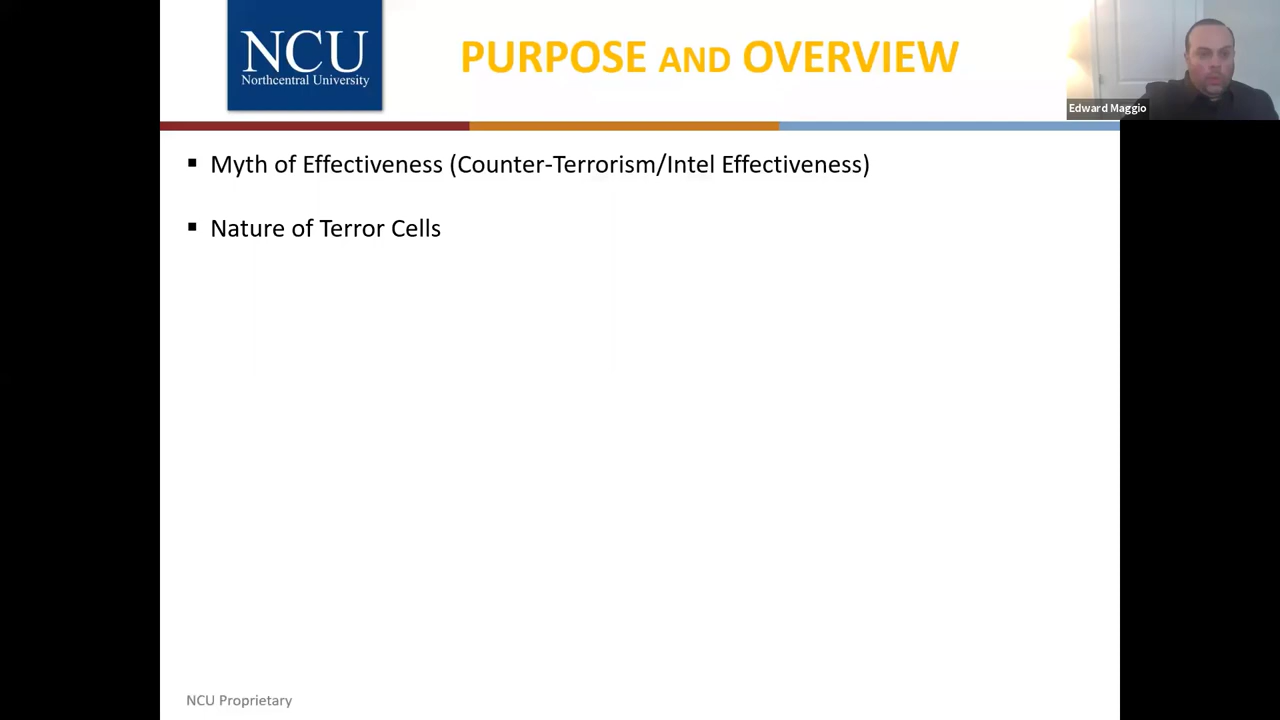 NCU
Northcentral University
PURPOSE AND OVERVIEW
Edward Maggio
▪ Myth of Effectiveness (Counter-Terrorism/Intel Effectiveness)
▪ Nature of Terror Cells
NCU Proprietary